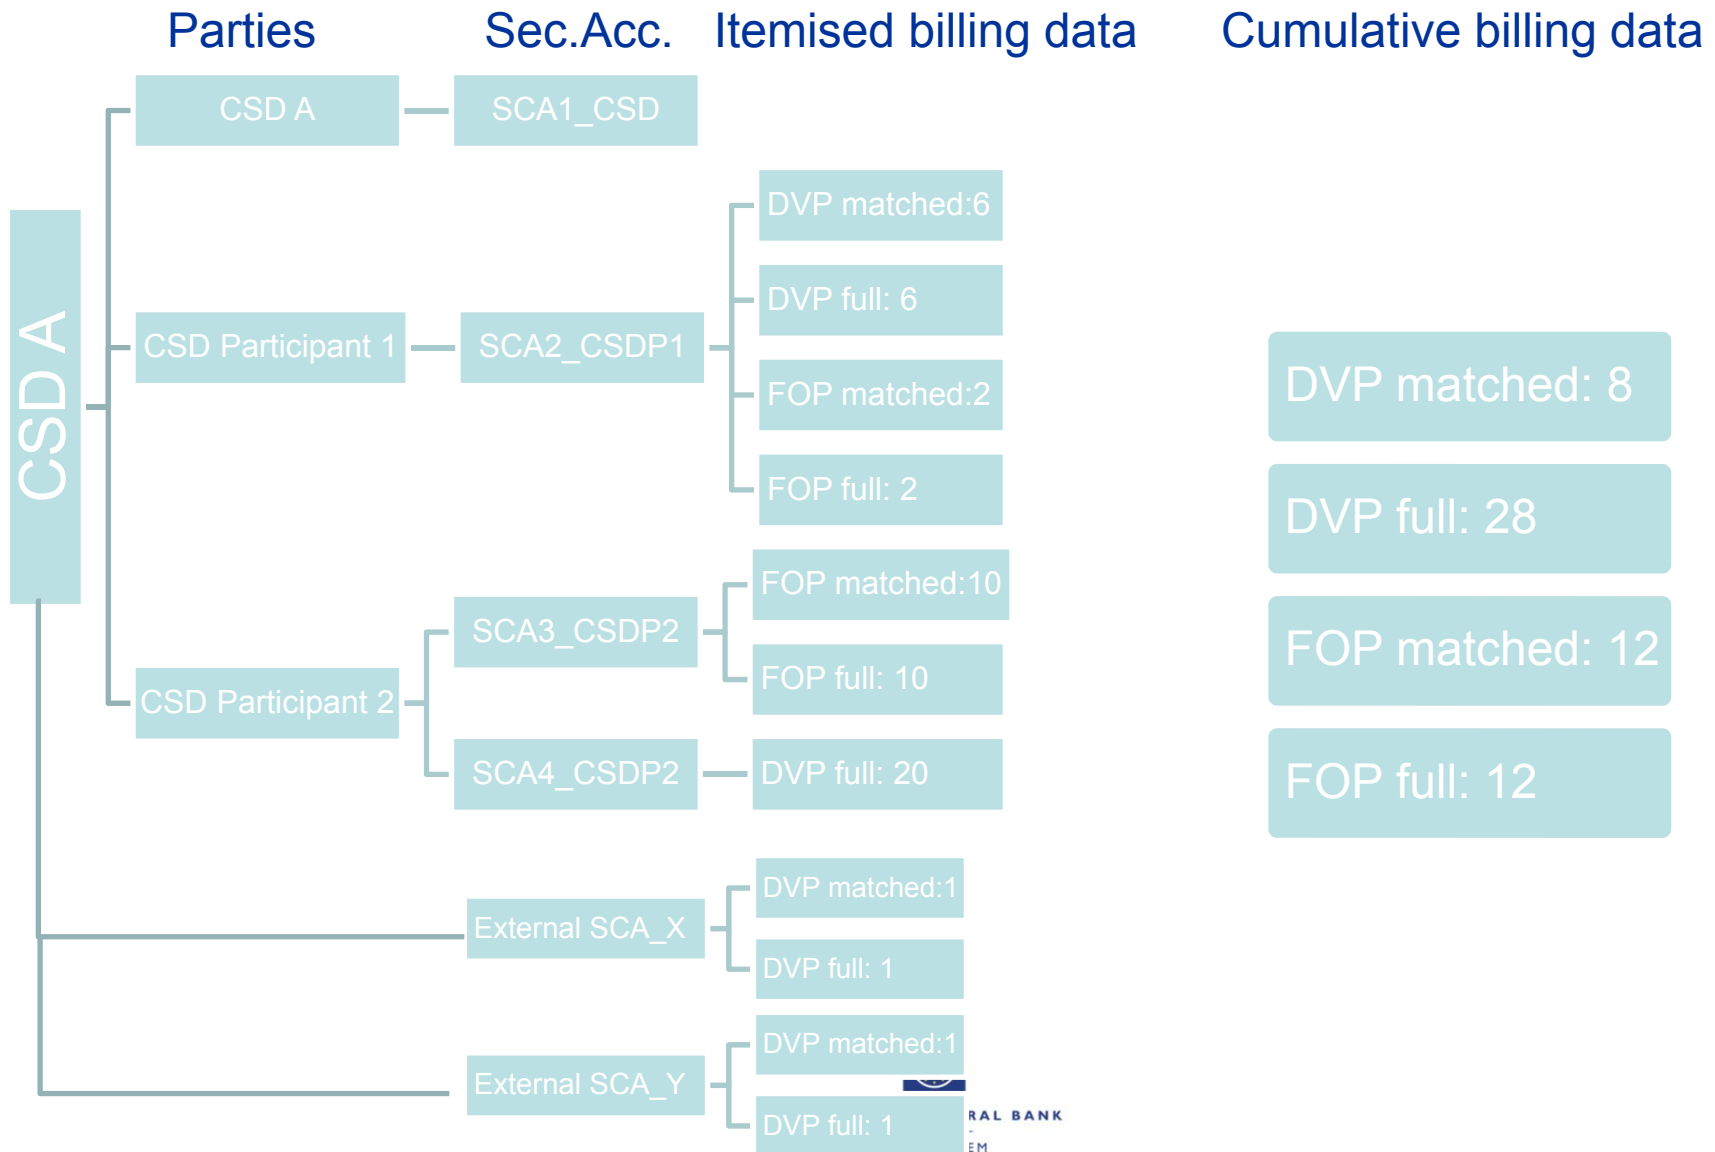 Parties Sec.Acc. Itemised billing data Cumulative billing data
CSD A
CSD A
SCA1_CSD
CSD Participant 1
SCA2_CSDP1
DVP matched:6
DVP full: 6
FOP matched:2
FOP full: 2
CSD Participant 2
SCA3_CSDP2
FOP matched:10
FOP full: 10
SCA4_CSDP2
DVP full: 20
External SCA_X
DVP matched:1
DVP full: 1
External SCA_Y
DVP matched:1
DVP full: 1
DVP matched: 8
DVP full: 28
FOP matched: 12
FOP full: 12
BANK